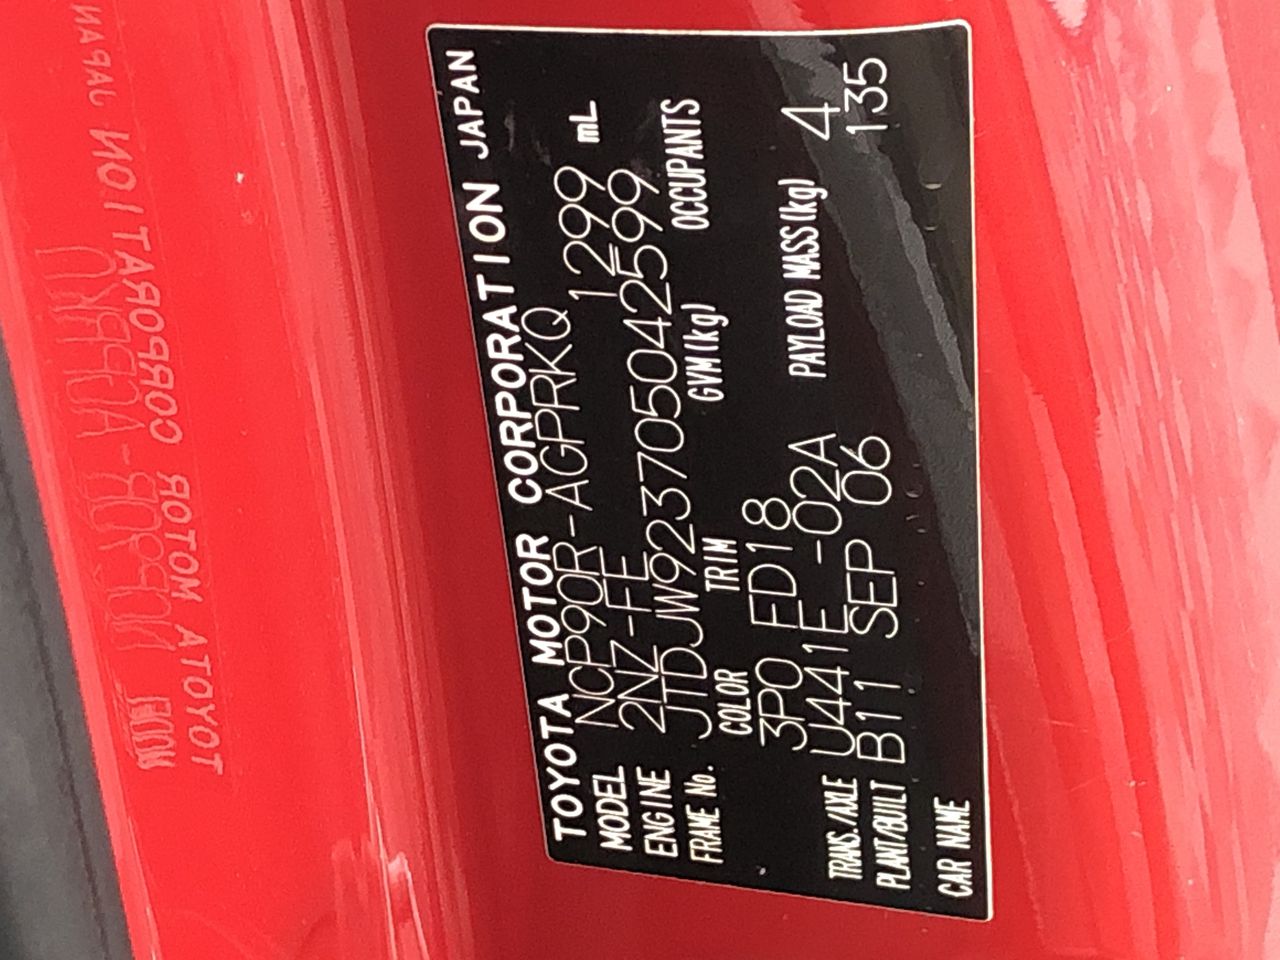 TOYOTA MOTOR CORPORATION JAPAN
MODEL NCP90R-AGPRKQ
ENGINE 2NZ-FE 1299 mL
FRAME No. JTDJW923705042599
COLOR TRIM GVM(kg) OCCUPANTS
3P0 FD18 4
TRANS./AXLE U441E -02A PAYLOAD MASS(kg) 135
PLANT/BUILT B11 SEP 06
CAR NAME
TOYOTA MOTOR CORPORATION JAPAN